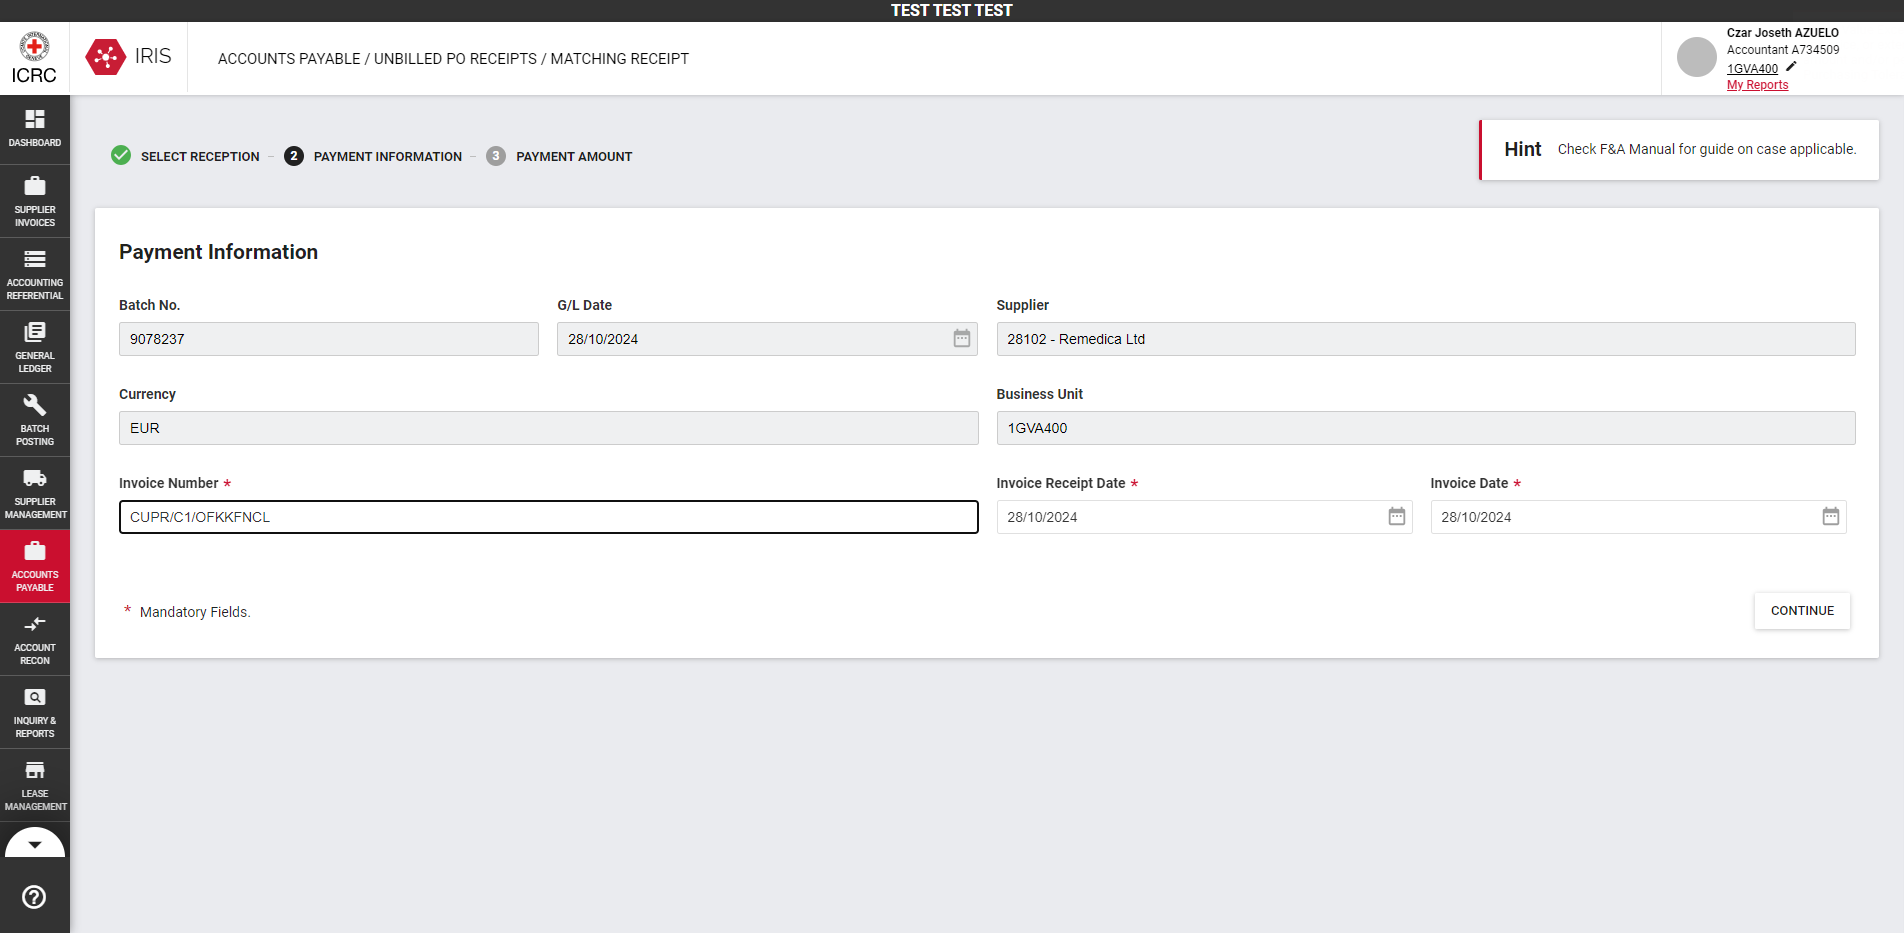 TEST TEST TEST
ICRC
IRIS
ACCOUNTS PAYABLE / UNBILLED PO RECEIPTS / MATCHING RECEIPT
Czar Joseth AZUELO
Accountant A734509
1GVA400
My Reports
DASHBOARD
SUPPLIER
INVOICES
ACCOUNTING
REFERENTIAL
GENERAL
LEDGER
BATCH
POSTING
SUPPLIER
MANAGEMENT
ACCOUNTS
PAYABLE
ACCOUNT
RECON
INQUIRY &
REPORTS
LEASE
MANAGEMENT
SELECT RECEPTION – 2 PAYMENT INFORMATION – 3 PAYMENT AMOUNT
Hint Check F&A Manual for guide on case applicable.
Payment Information
Batch No. G/L Date Supplier
9078237 28/10/2024 28102 - Remedica Ltd
Currency Business Unit
EUR 1GVA400
Invoice Number * Invoice Receipt Date * Invoice Date *
CUPR/C1/OFKKFNCL 28/10/2024 28/10/2024
* Mandatory Fields.
CONTINUE